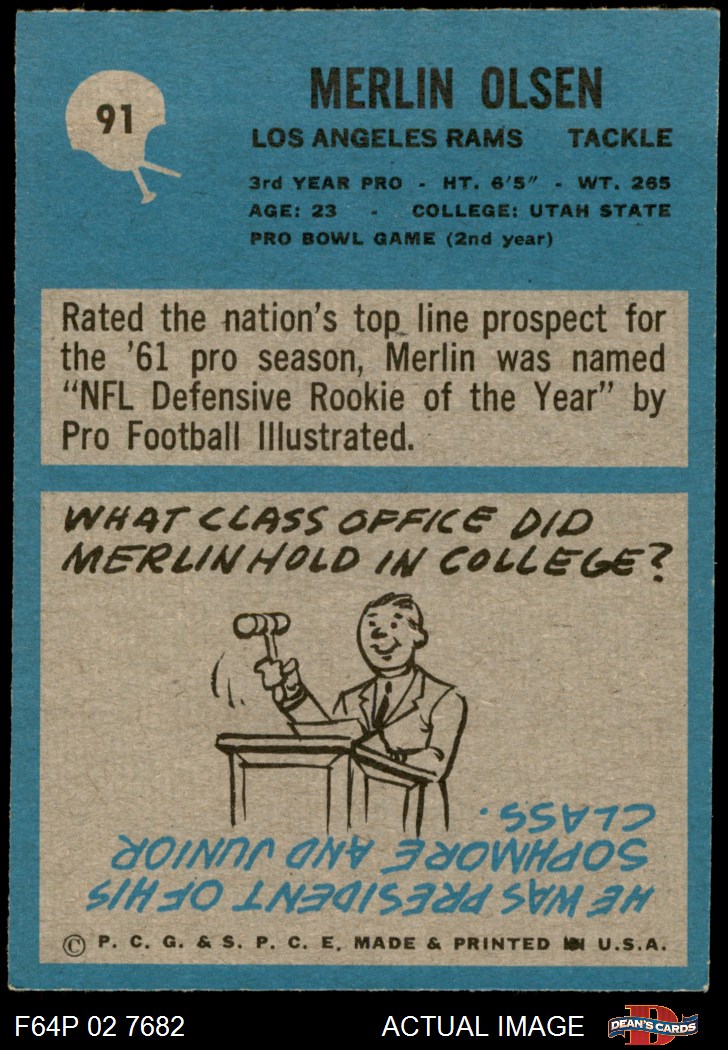 91
MERLIN OLSEN
LOS ANGELES RAMS TACKLE
3rd YEAR PRO - HT. 6'5" - WT. 265
AGE: 23 - COLLEGE: UTAH STATE
PRO BOWL GAME (2nd year)
Rated the nation's top line prospect for
the '61 pro season, Merlin was named
"NFL Defensive Rookie of the Year" by
Pro Football Illustrated.
WHAT CLASS OFFICE DID
MERLIN HOLD IN COLLEGE?
HE WAS PRESIDENT OF HIS
SOPHMORE AND JUNIOR
CLASS.
© P. C. G. & S. P. C. E. MADE & PRINTED IN U.S.A.
F64P 02 7682 ACTUAL IMAGE
D
DEAN'S CARDS